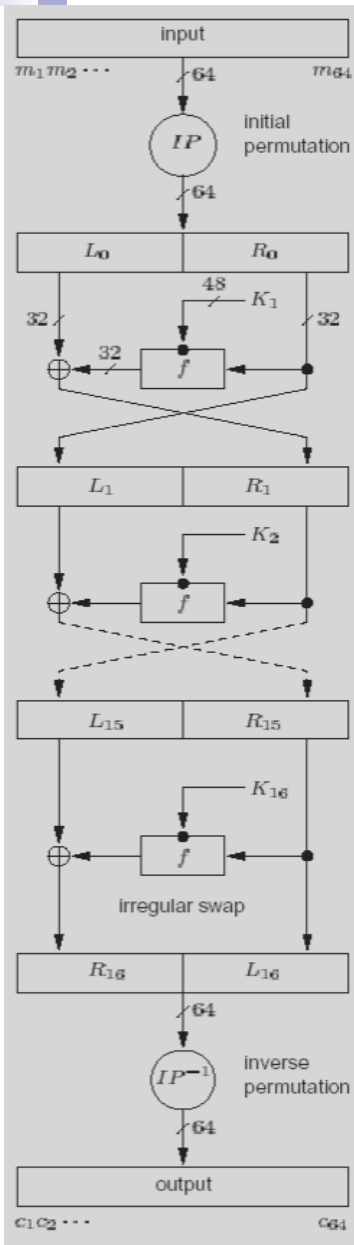 input
m₁m₂··· 64 m₆₄
IP initial
permutation
64
L₀ R₀
48 K₁
32 32
32
f
L₁ R₁
K₂
f
L₁₅ R₁₅
K₁₆
f
irregular swap
R₁₆ L₁₆
64
IP⁻¹ inverse
permutation
64
output
c₁c₂··· c₆₄